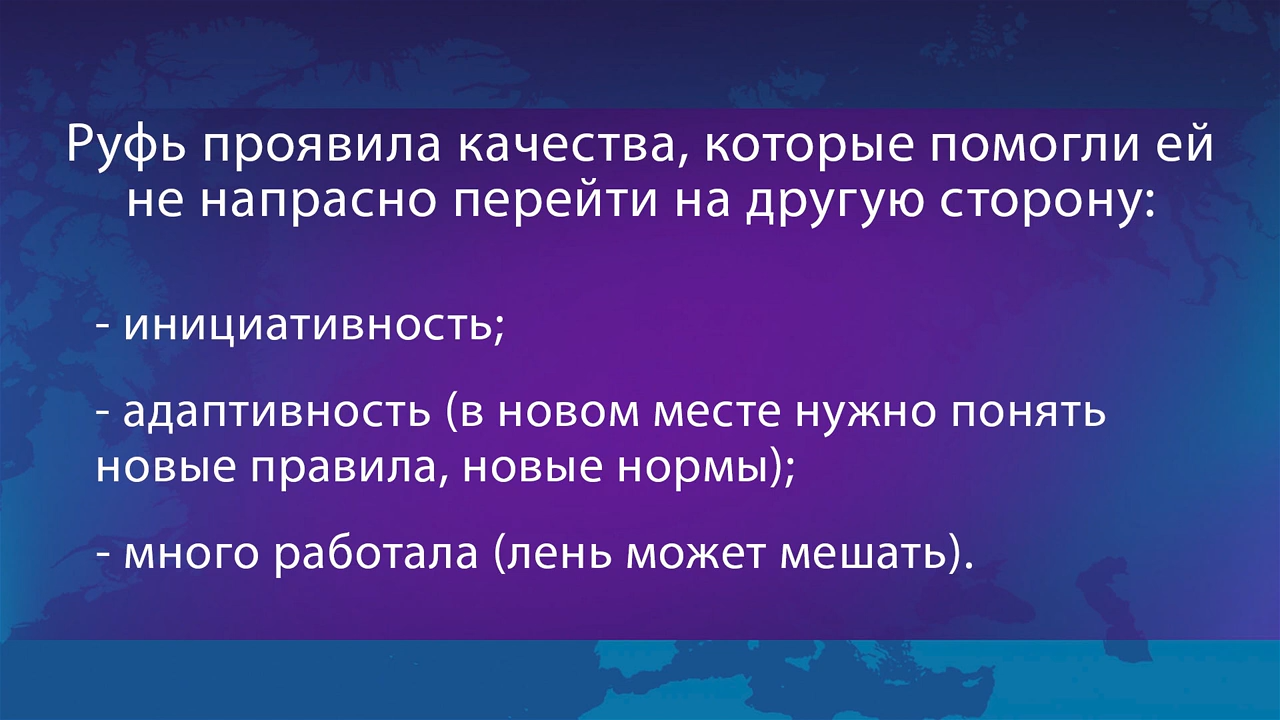 Руфь проявила качества, которые помогли ей
не напрасно перейти на другую сторону:
- инициативность;
- адаптивность (в новом месте нужно понять
новые правила, новые нормы);
- много работала (лень может мешать).